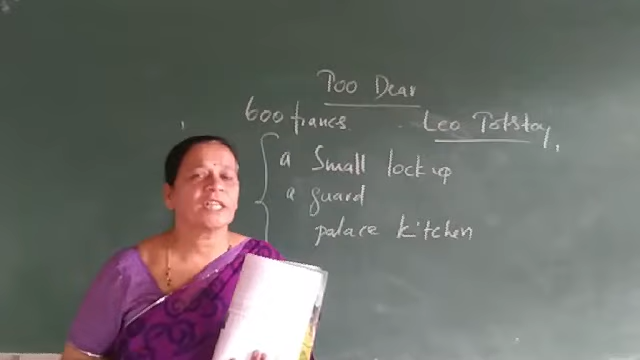 Too Dear
600 francs
Leo Tolstoy,
a Small lock up
a guard
palace kitchen